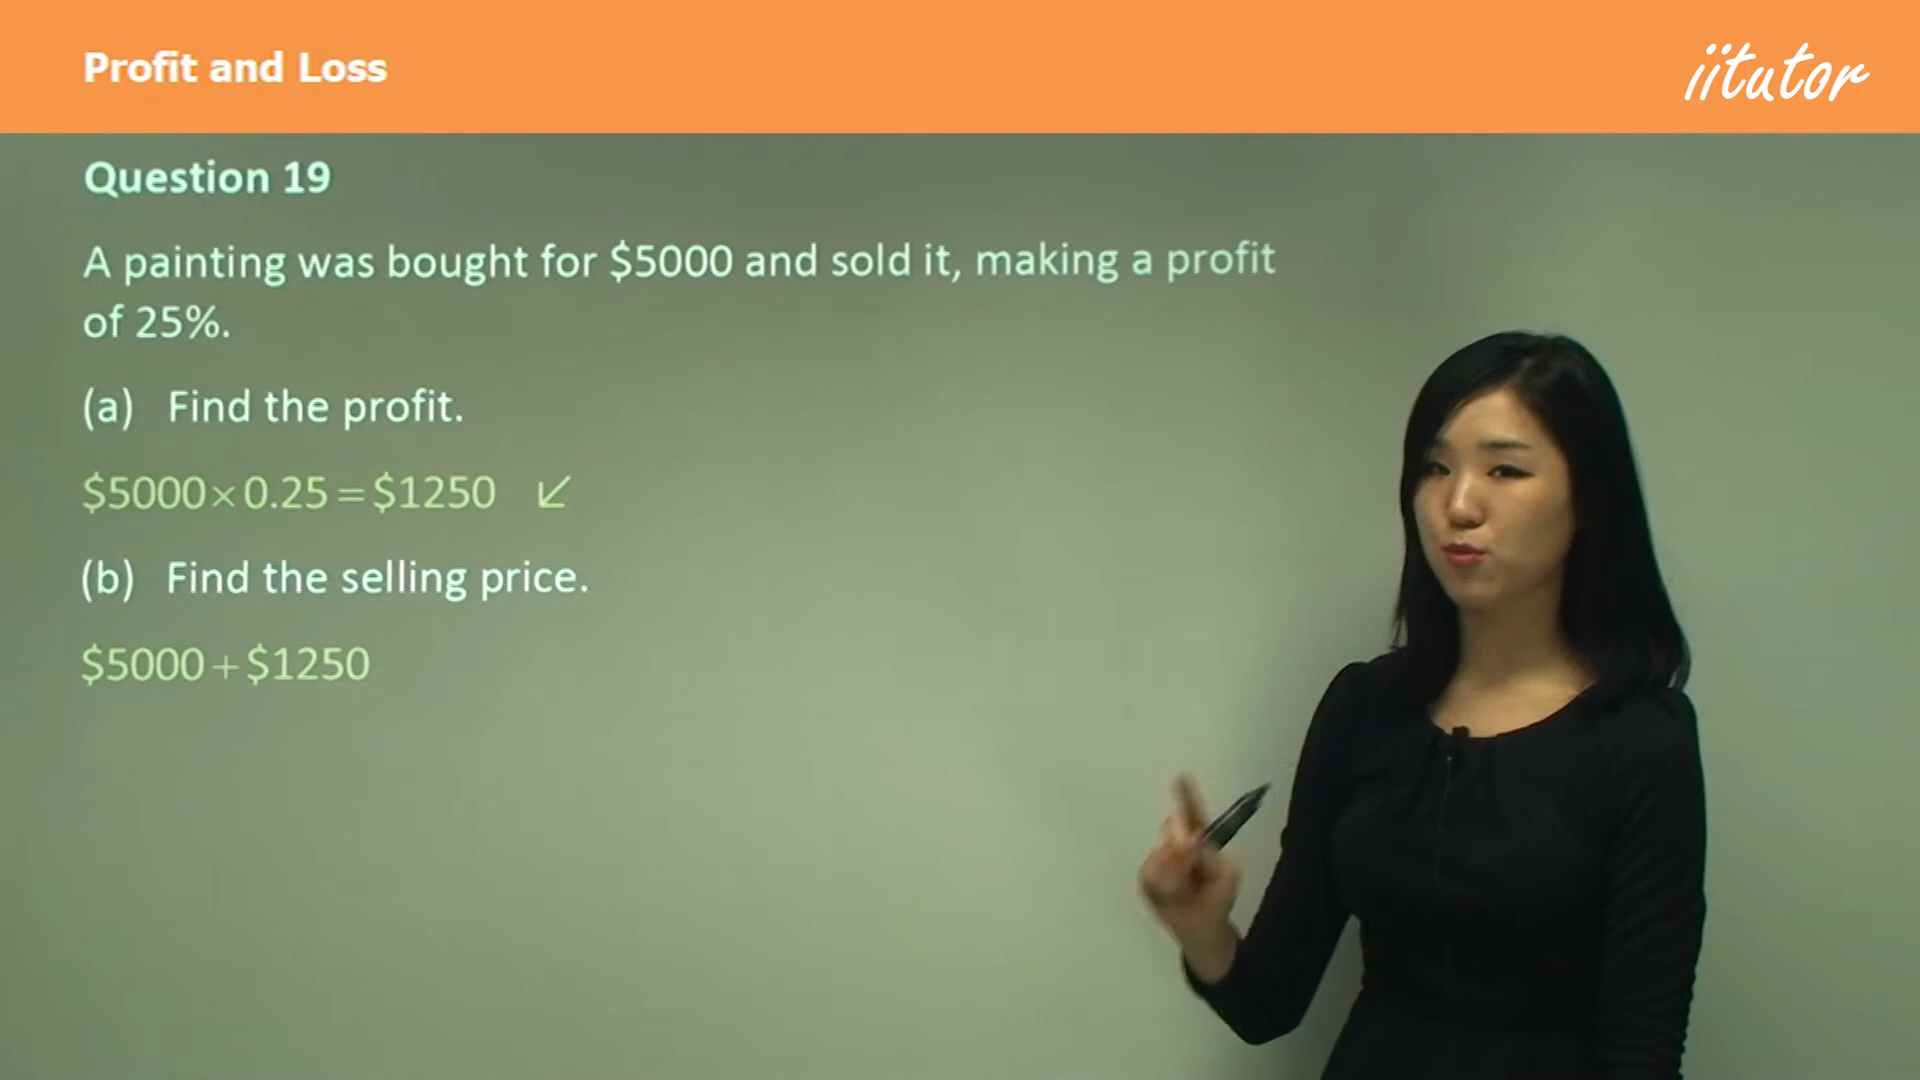 Profit and Loss
iitutor
Question 19
A painting was bought for $5000 and sold it, making a profit
of 25%.
(a) Find the profit.
$5000×0.25=$1250 ↙
(b) Find the selling price.
$5000+$1250